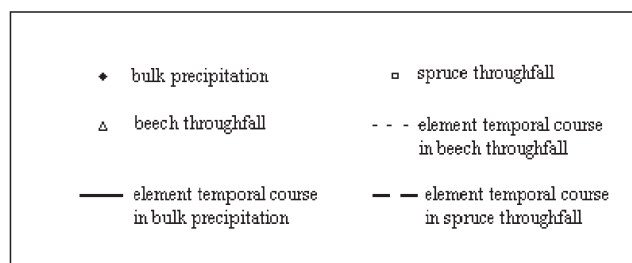 bulk precipitation
spruce throughfall
beech throughfall
element temporal course
in beech throughfall
element temporal course
in bulk precipitation
element temporal course
in spruce throughfall